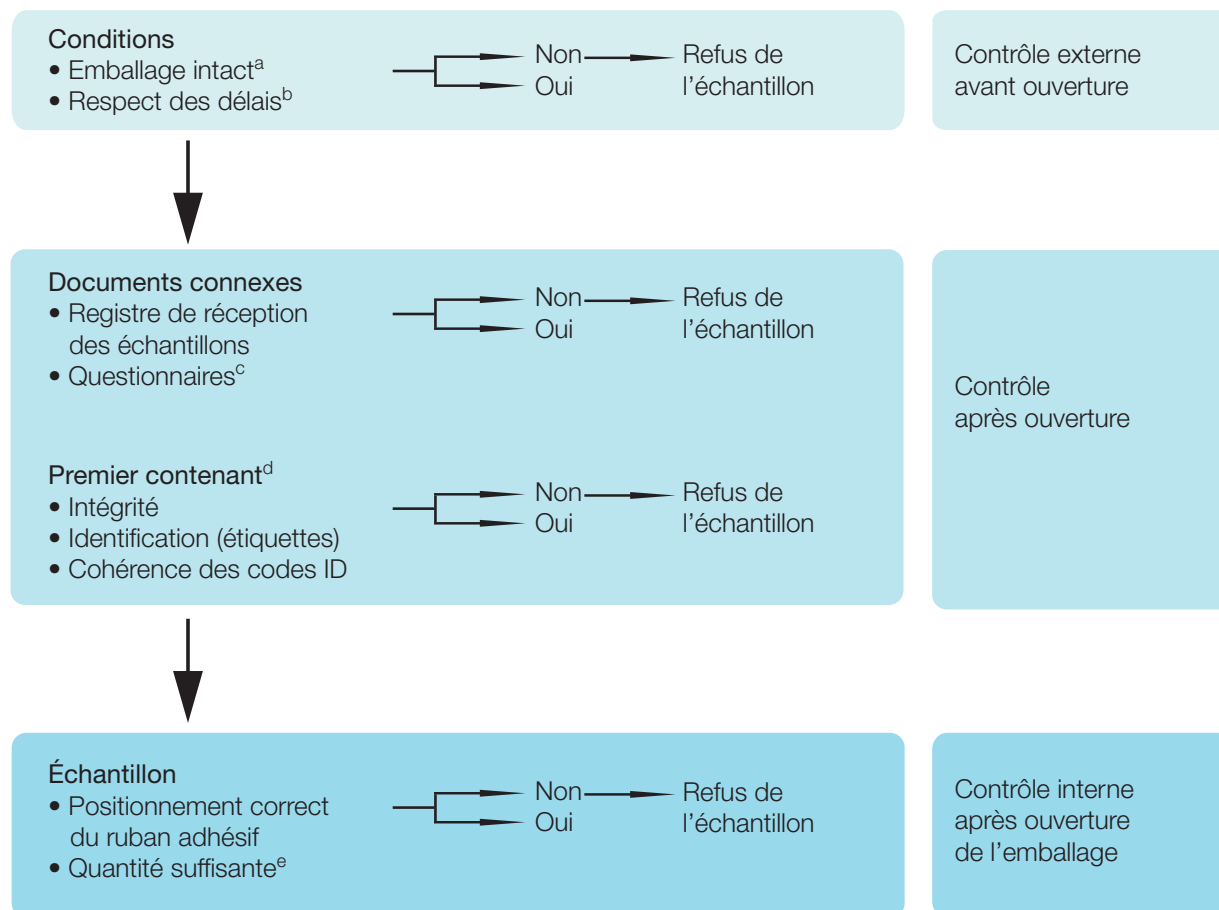 Conditions
• Emballage intactᵃ
• Respect des délaisᵇ
Non
Oui
Refus de
l'échantillon
Contrôle externe
avant ouverture
Documents connexes
• Registre de réception
des échantillons
• Questionnairesᶜ
Non
Oui
Refus de
l'échantillon
Contrôle
après ouverture
Premier contenantᵈ
• Intégrité
• Identification (étiquettes)
• Cohérence des codes ID
Non
Oui
Refus de
l'échantillon
Échantillon
• Positionnement correct
du ruban adhésif
• Quantité suffisanteᵉ
Non
Oui
Refus de
l'échantillon
Contrôle interne
après ouverture
de l'emballage